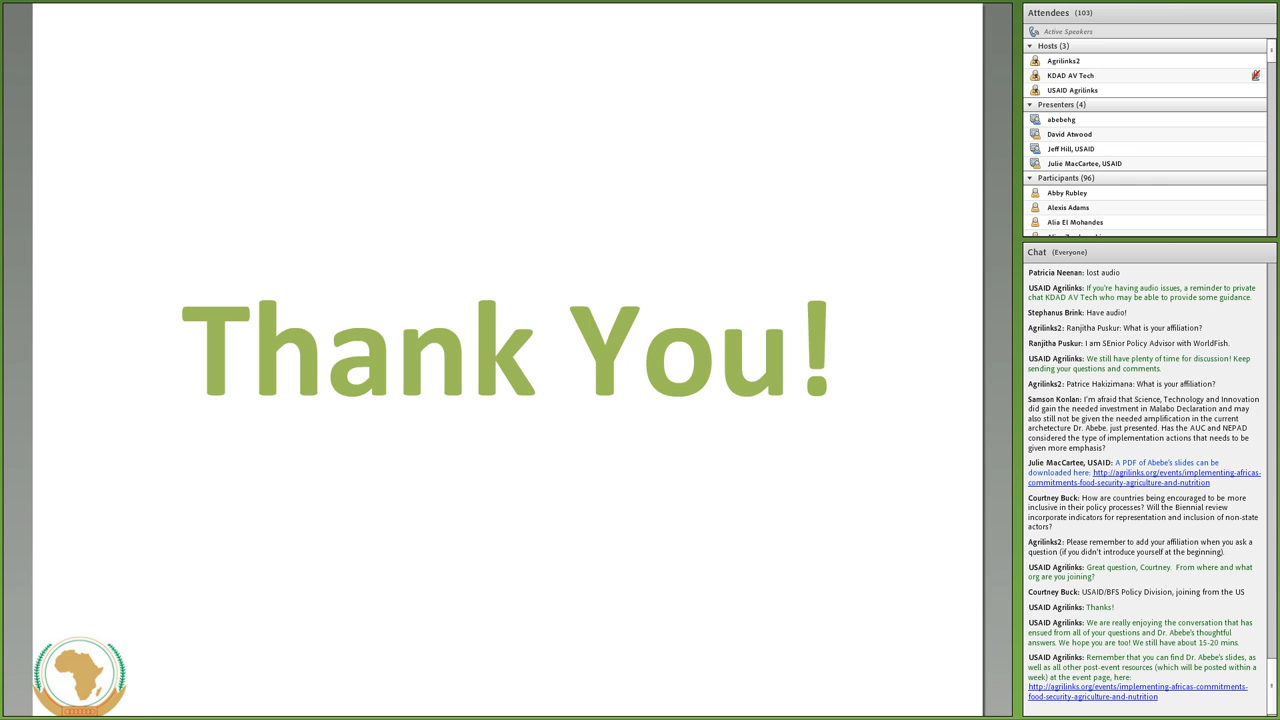 Thank You!
Attendees (103)
Active Speakers
Hosts (3)
Agrilinks2
KDAD AV Tech
USAID Agrilinks
Presenters (4)
abebehg
David Atwood
Jeff Hill, USAID
Julie MacCartee, USAID
Participants (96)
Abby Rubley
Alexis Adams
Alia El Mohandes
Chat (Everyone)
Patricia Neenan: lost audio
USAID Agrilinks: If you're having audio issues, a reminder to private
chat KDAD AV Tech who may be able to provide some guidance.
Stephanus Brink: Have audio!
Agrilinks2: Ranjitha Puskur: What is your affiliation?
Ranjitha Puskur: I am SEnior Policy Advisor with WorldFish.
USAID Agrilinks: We still have plenty of time for discussion! Keep
sending your questions and comments.
Agrilinks2: Patrice Hakizimana: What is your affiliation?
Samson Konlan: I'm afraid that Science, Technology and Innovation
did gain the needed investment in Malabo Declaration and may
also still not be given the needed amplification in the current
archetecture Dr. Abebe. just presented. Has the AUC and NEPAD
considered the type of implementation actions that needs to be
given more emphasis?
Julie MacCartee, USAID: A PDF of Abebe's slides can be
downloaded here: http://agrilinks.org/events/implementing-africas-
commitments-food-security-agriculture-and-nutrition
Courtney Buck: How are countries being encouraged to be more
inclusive in their policy processes? Will the Biennial review
incorporate indicators for representation and inclusion of non-state
actors?
Agrilinks2: Please remember to add your affiliation when you ask a
question (if you didn't introduce yourself at the beginning).
USAID Agrilinks: Great question, Courtney. From where and what
org are you joining?
Courtney Buck: USAID/BFS Policy Division, joining from the US
USAID Agrilinks: Thanks!
USAID Agrilinks: We are really enjoying the conversation that has
ensued from all of your questions and Dr. Abebe's thoughtful
answers. We hope you are too! We still have about 15-20 mins.
USAID Agrilinks: Remember that you can find Dr. Abebe's slides, as
well as all other post-event resources (which will be posted within a
week) at the event page, here:
http://agrilinks.org/events/implementing-africas-commitments-
food-security-agriculture-and-nutrition